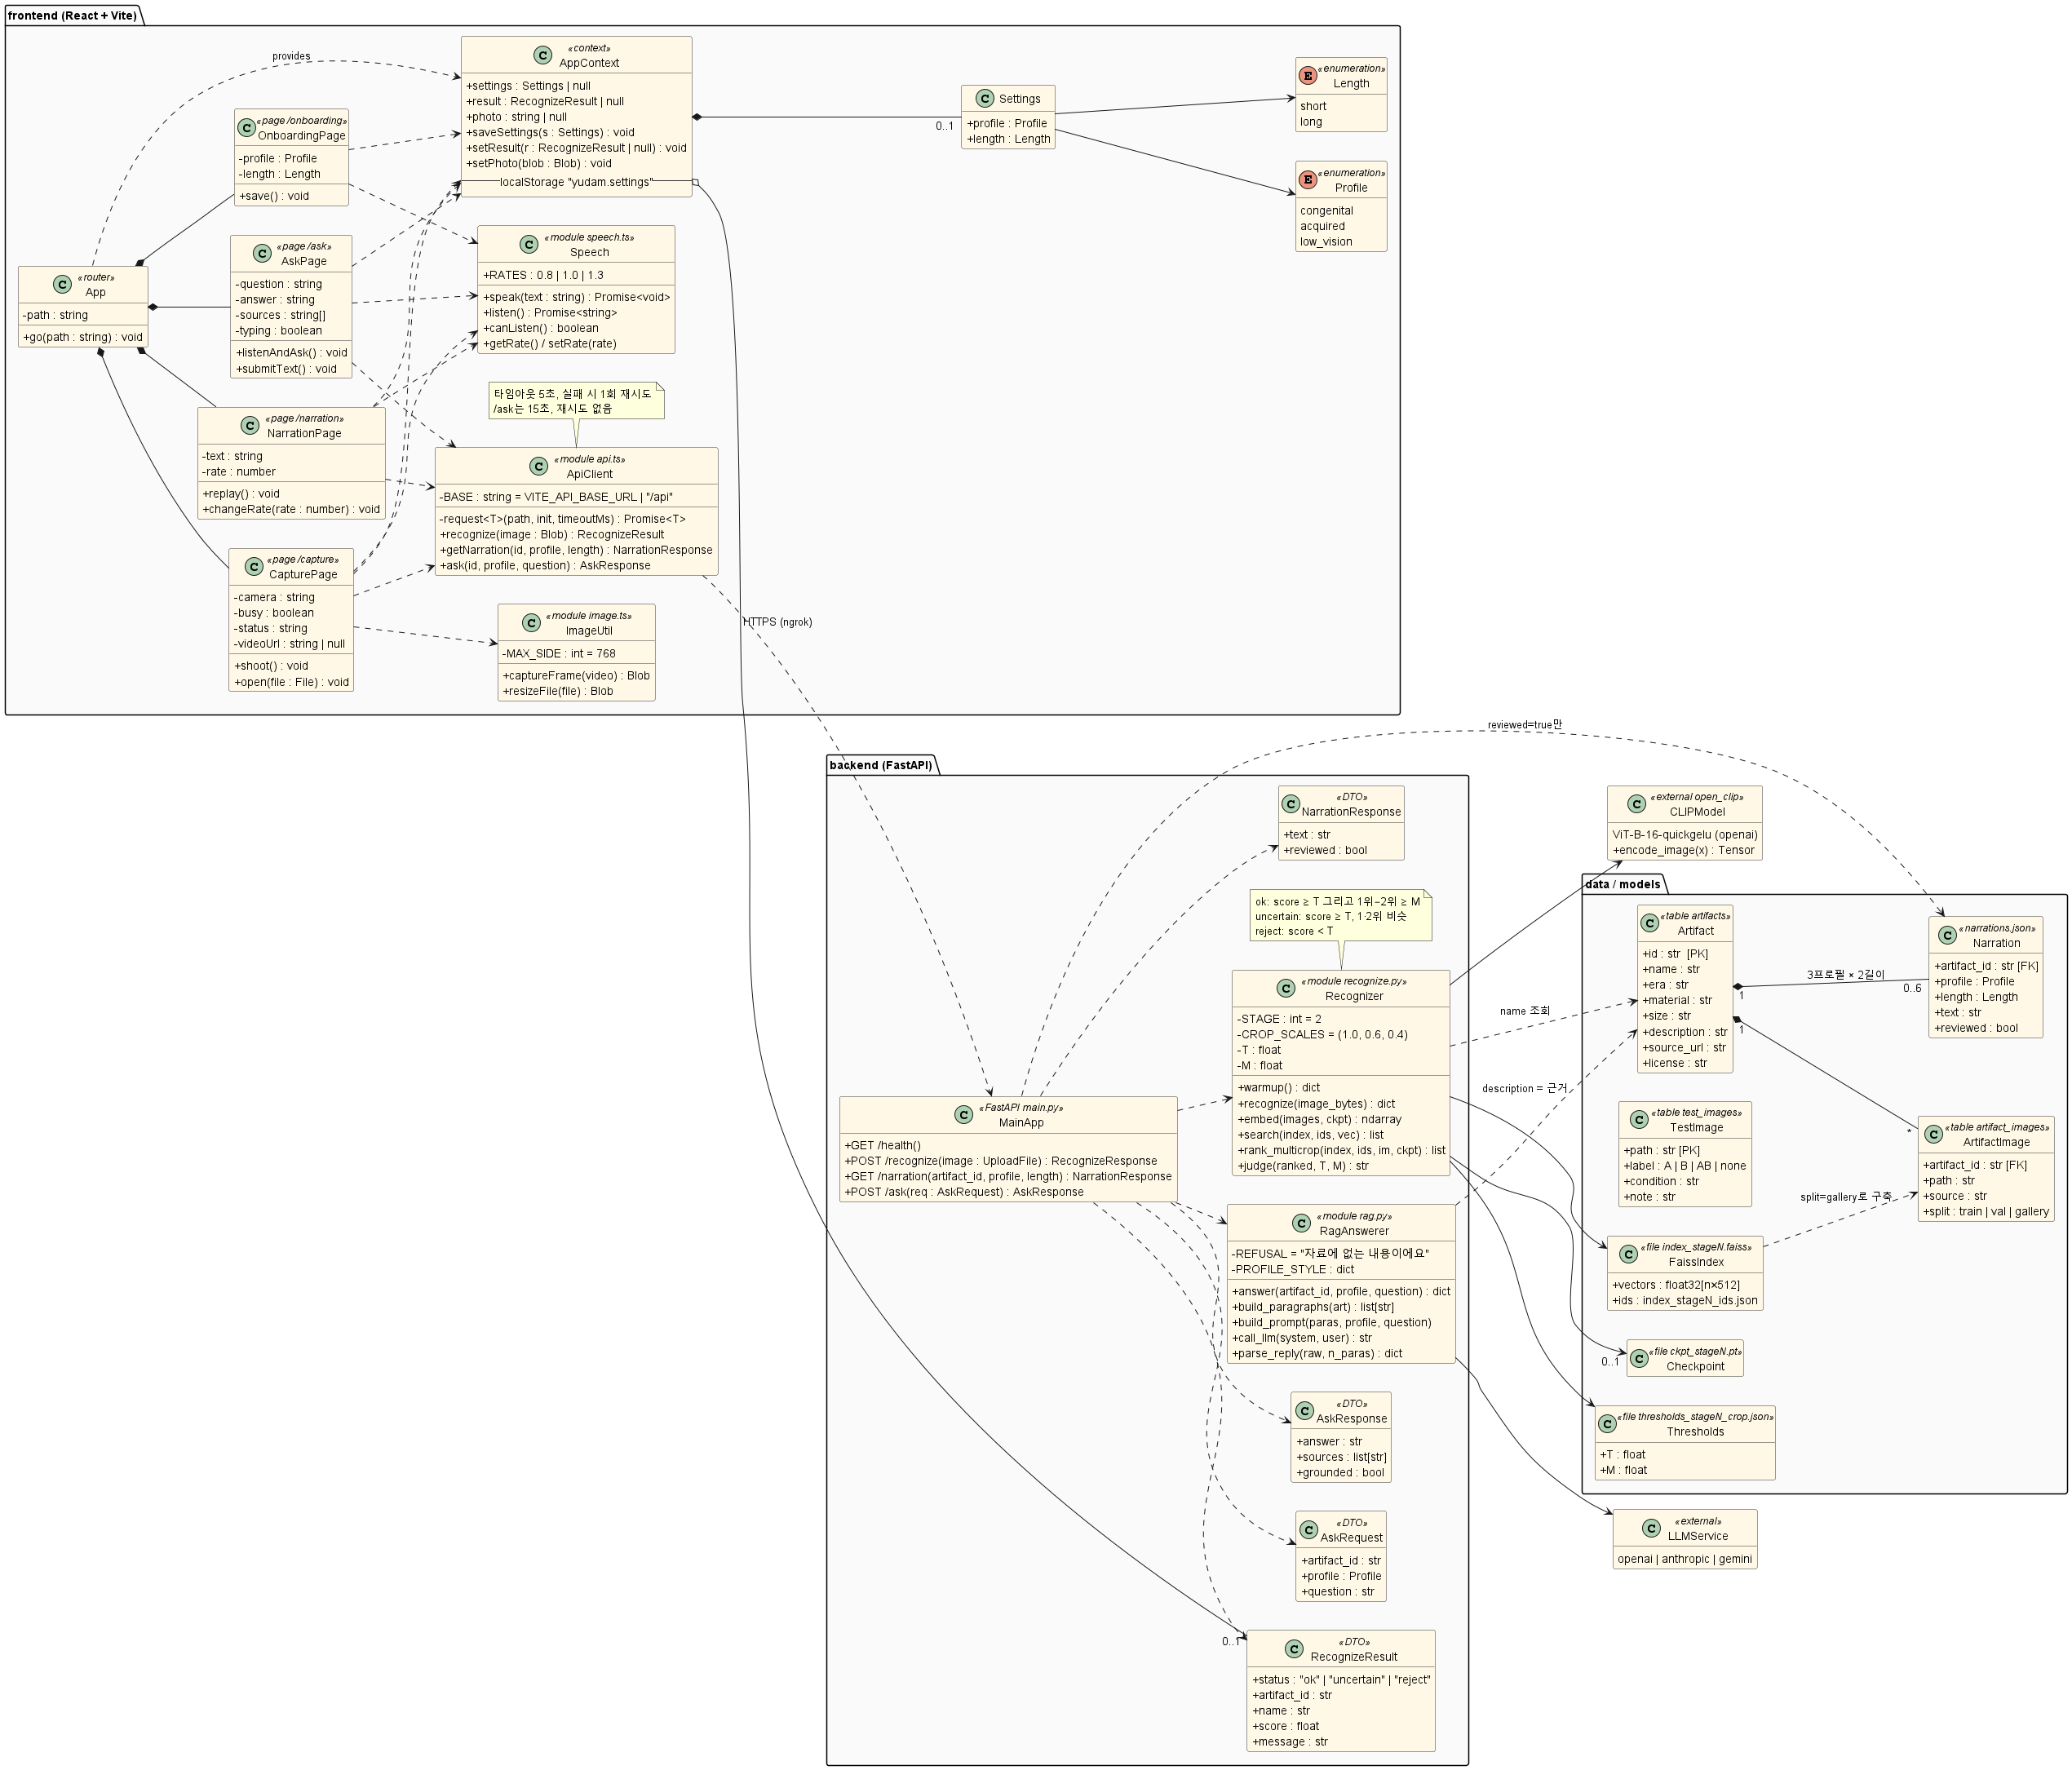 frontend (React + Vite)
provides
«context»
AppContext
+settings : Settings | null
+result : RecognizeResult | null
+photo : string | null
+saveSettings(s : Settings) : void
+setResult(r : RecognizeResult | null) : void
+setPhoto(blob : Blob) : void
localStorage "yudam.settings"
0..1
Settings
+profile : Profile
+length : Length
«enumeration»
Length
short
long
«enumeration»
Profile
congenital
acquired
low_vision
«page /onboarding»
OnboardingPage
-profile : Profile
-length : Length
+save() : void
«router»
App
-path : string
+go(path : string) : void
«page /ask»
AskPage
-question : string
-answer : string
-sources : string[]
-typing : boolean
+listenAndAsk() : void
+submitText() : void
«module speech.ts»
Speech
+RATES : 0.8 | 1.0 | 1.3
+speak(text : string) : Promise<void>
+listen() : Promise<string>
+canListen() : boolean
+getRate() / setRate(rate)
«page /narration»
NarrationPage
-text : string
-rate : number
+replay() : void
+changeRate(rate : number) : void
타임아웃 5초, 실패 시 1회 재시도
/ask는 15초, 재시도 없음
«module api.ts»
ApiClient
-BASE : string = VITE_API_BASE_URL | "/api"
-request<T>(path, init, timeoutMs) : Promise<T>
+recognize(image : Blob) : RecognizeResult
+getNarration(id, profile, length) : NarrationResponse
+ask(id, profile, question) : AskResponse
«page /capture»
CapturePage
-camera : string
-busy : boolean
-status : string
-videoUrl : string | null
+shoot() : void
+open(file : File) : void
«module image.ts»
ImageUtil
-MAX_SIDE : int = 768
+captureFrame(video) : Blob
+resizeFile(file) : Blob
HTTPS (ngrok)
backend (FastAPI)
reviewed=true만
«DTO»
NarrationResponse
+text : str
+reviewed : bool
ok: score ≥ T 그리고 1위−2위 ≥ M
uncertain: score ≥ T, 1·2위 비슷
reject: score < T
«module recognize.py»
Recognizer
-STAGE : int = 2
-CROP_SCALES = (1.0, 0.6, 0.4)
-T : float
-M : float
+warmup() : dict
+recognize(image_bytes) : dict
+embed(images, ckpt) : ndarray
+search(index, ids, vec) : list
+rank_multicrop(index, ids, im, ckpt) : list
+judge(ranked, T, M) : str
«FastAPI main.py»
MainApp
+GET /health()
+POST /recognize(image : UploadFile) : RecognizeResponse
+GET /narration(artifact_id, profile, length) : NarrationResponse
+POST /ask(req : AskRequest) : AskResponse
«module rag.py»
RagAnswerer
-REFUSAL = "자료에 없는 내용이에요"
-PROFILE_STYLE : dict
+answer(artifact_id, profile, question) : dict
+build_paragraphs(art) : list[str]
+build_prompt(paras, profile, question)
+call_llm(system, user) : str
+parse_reply(raw, n_paras) : dict
«DTO»
AskResponse
+answer : str
+sources : list[str]
+grounded : bool
«DTO»
AskRequest
+artifact_id : str
+profile : Profile
+question : str
0..1
«DTO»
RecognizeResult
+status : "ok" | "uncertain" | "reject"
+artifact_id : str
+name : str
+score : float
+message : str
«external open_clip»
CLIPModel
ViT-B-16-quickgelu (openai)
+encode_image(x) : Tensor
data / models
name 조회
description = 근거
«table artifacts»
Artifact
+id : str [PK]
+name : str
+era : str
+material : str
+size : str
+description : str
+source_url : str
+license : str
1
3프로필 × 2길이
0..6
1
*
«narrations.json»
Narration
+artifact_id : str [FK]
+profile : Profile
+length : Length
+text : str
+reviewed : bool
«table test_images»
TestImage
+path : str [PK]
+label : A | B | AB | none
+condition : str
+note : str
«table artifact_images»
ArtifactImage
+artifact_id : str [FK]
+path : str
+source : str
+split : train | val | gallery
split=gallery로 구축
«file index_stageN.faiss»
FaissIndex
+vectors : float32[n×512]
+ids : index_stageN_ids.json
0..1
«file ckpt_stageN.pt»
Checkpoint
«file thresholds_stageN_crop.json»
Thresholds
+T : float
+M : float
«external»
LLMService
openai | anthropic | gemini